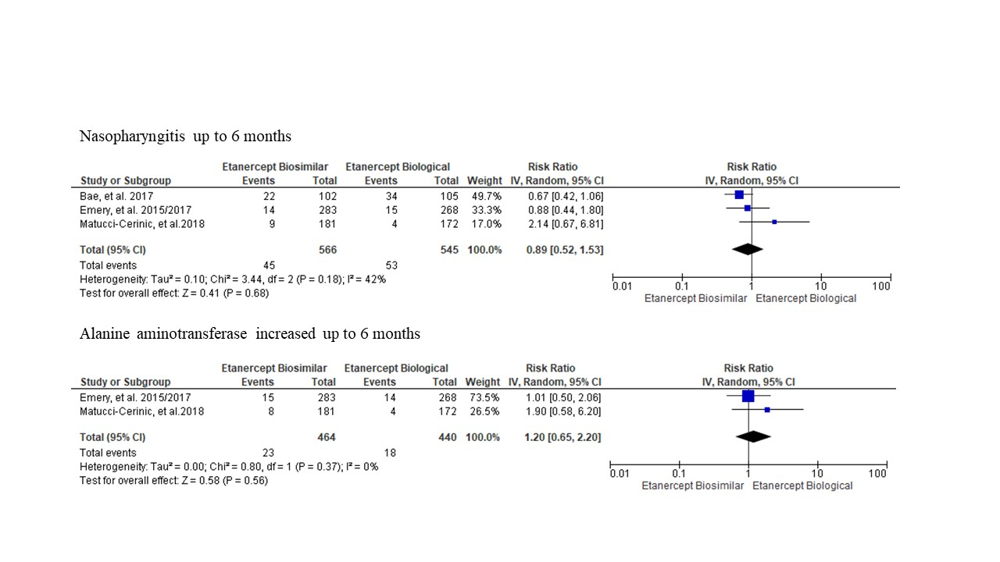 Nasopharyngitis up to 6 months
Etanercept Biosimilar Etanercept Biological Risk Ratio Risk Ratio
Study or Subgroup Events Total Events Total Weight IV, Random, 95% CI IV, Random, 95% CI
Bae, et al. 2017 22 102 34 105 49.7% 0.67 [0.42, 1.06]
Emery, et al. 2015/2017 14 283 15 268 33.3% 0.88 [0.44, 1.80]
Matucci-Cerinic, et al.2018 9 181 4 172 17.0% 2.14 [0.67, 6.81]
Total (95% CI) 566 545 100.0% 0.89 [0.52, 1.53]
Total events 45 53
Heterogeneity: Tau² = 0.10; Chi² = 3.44, df = 2 (P = 0.18); I² = 42%
Test for overall effect: Z = 0.41 (P = 0.68)
0.01 0.1 1 10 100
Etanercept Biosimilar Etanercept Biological
Alanine aminotransferase increased up to 6 months
Etanercept Biosimilar Etanercept Biological Risk Ratio Risk Ratio
Study or Subgroup Events Total Events Total Weight IV, Random, 95% CI IV, Random, 95% CI
Emery, et al. 2015/2017 15 283 14 268 73.5% 1.01 [0.50, 2.06]
Matucci-Cerinic, et al.2018 8 181 4 172 26.5% 1.90 [0.58, 6.20]
Total (95% CI) 464 440 100.0% 1.20 [0.65, 2.20]
Total events 23 18
Heterogeneity: Tau² = 0.00; Chi² = 0.80, df = 1 (P = 0.37); I² = 0%
Test for overall effect: Z = 0.58 (P = 0.56)
0.01 0.1 1 10 100
Etanercept Biosimilar Etanercept Biological